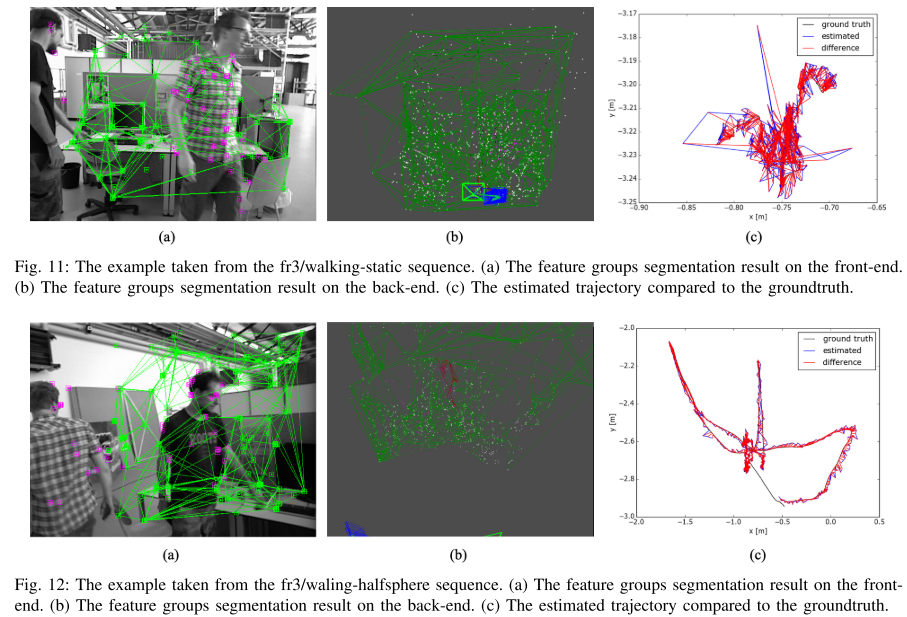 −3.17
−3.18
−3.19
−3.20
−3.21
−3.22
−3.23
−3.24
−3.25
y [m]
ground truth
estimated
difference
−0.90
−0.85
−0.80
−0.75
−0.70
−0.65
x [m]
(a)
(b)
(c)
Fig. 11: The example taken from the fr3/walking-static sequence. (a) The feature groups segmentation result on the front-end.
(b) The feature groups segmentation result on the back-end. (c) The estimated trajectory compared to the groundtruth.
−2.0
−2.2
−2.4
−2.6
−2.8
−3.0
y [m]
ground truth
estimated
difference
−2.0
−1.5
−1.0
−0.5
0.0
0.5
x [m]
(a)
(b)
(c)
Fig. 12: The example taken from the fr3/waling-halfsphere sequence. (a) The feature groups segmentation result on the front-
end. (b) The feature groups segmentation result on the back-end. (c) The estimated trajectory compared to the groundtruth.